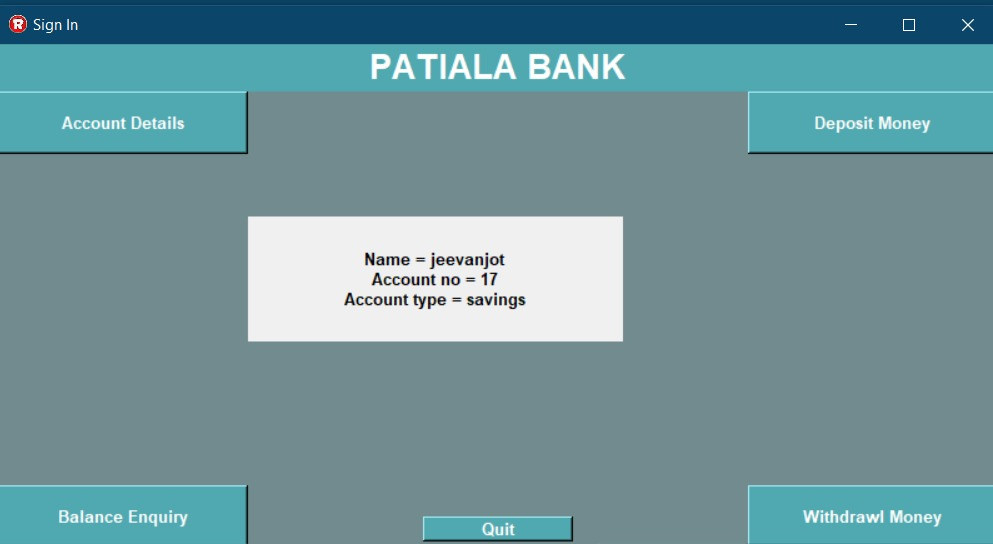 Sign In
PATIALA BANK
Account Details
Deposit Money
Name = jeevanjot
Account no = 17
Account type = savings
Balance Enquiry
Withdrawl Money
Quit